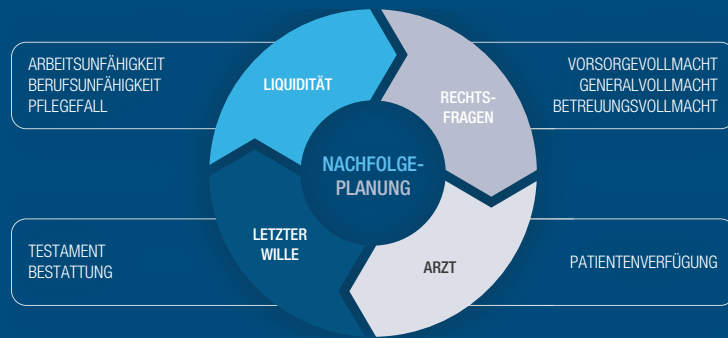 ARBEITSUNFÄHIGKEIT
BERUFSUNFÄHIGKEIT
PFLEGEFALL
LIQUIDITÄT
RECHTS-
FRAGEN
VORSORGEVOLLMACHT
GENERALVOLLMACHT
BETREUUNGSVOLLMACHT
NACHFOLGE-
PLANUNG
TESTAMENT
BESTATTUNG
LETZTER
WILLE
ARZT
PATIENTENVERFÜGUNG